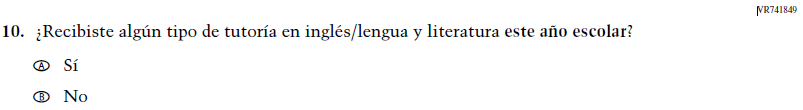 VR741849
10. ¿Recibiste algún tipo de tutoría en inglés/lengua y literatura este año escolar?
A Sí
B No